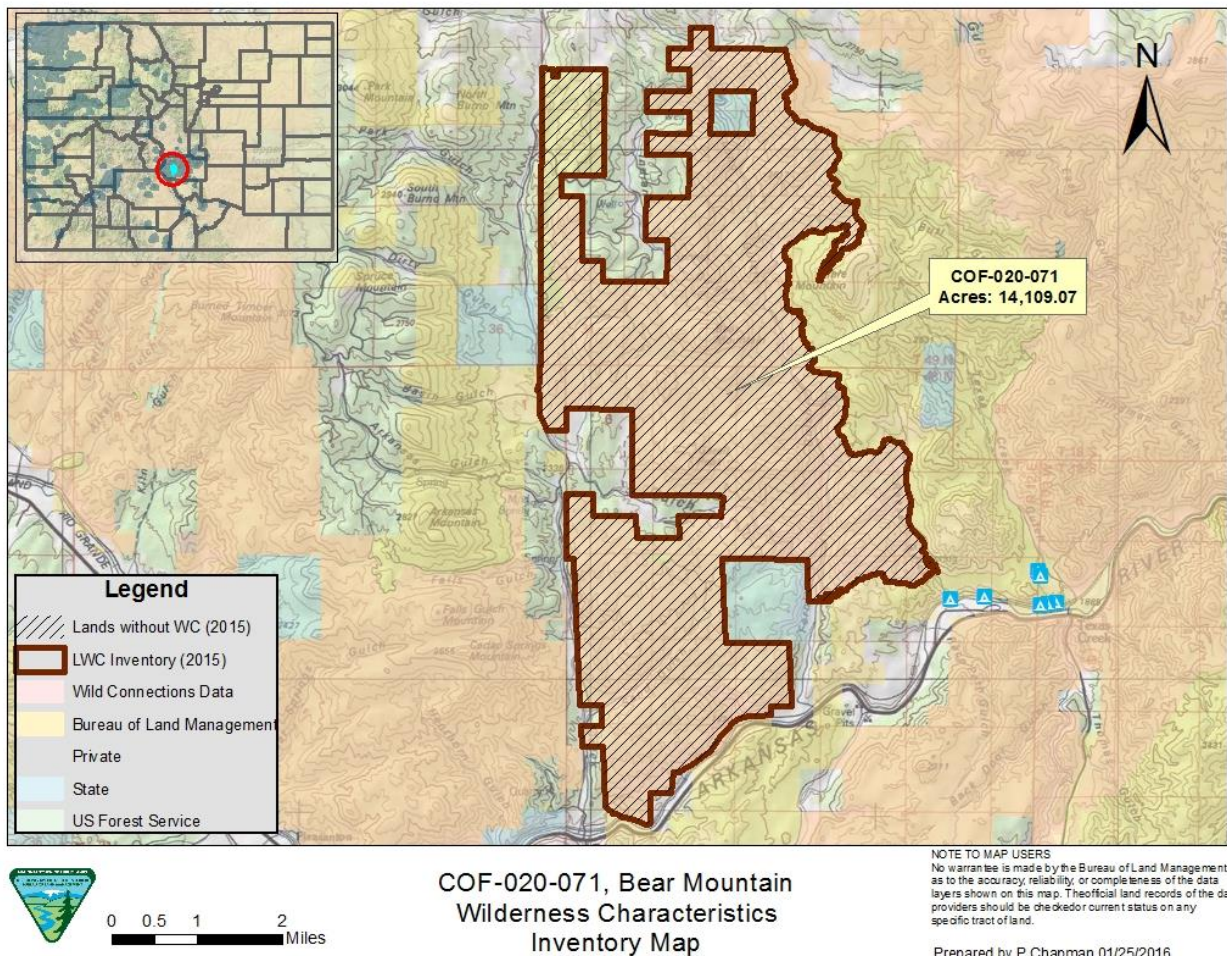 N
COF-020-071
Acres: 14,109.07
Park
Mountain
North
Burno Mtn
Park
Gulch
South
Burno Mtn
Spruce
Mountain
Burned Timber
Mountain
36
Basin Gulch
Arkansas
Gulch
Arkansas
Mountain
Falls Gulch
Falls Gulch
Mountain
Cedar Springs
Mountain
RIO GRANDE
Gravel
Pits
ARKANSAS
RIVER
Texas
Creek
Legend
Lands without WC (2015)
LWC Inventory (2015)
Wild Connections Data
Bureau of Land Management
Private
State
US Forest Service
0 0.5 1 2
Miles
COF-020-071, Bear Mountain
Wilderness Characteristics
Inventory Map
NOTE TO MAP USERS
No warrantee is made by the Bureau of Land Management
as to the accuracy, reliability, or completeness of the data
layers shown on this map. Theofficial land records of the da
providers should be checkedor current status on any
specific tract of land.
Prepared by P Chapman 01/25/2016